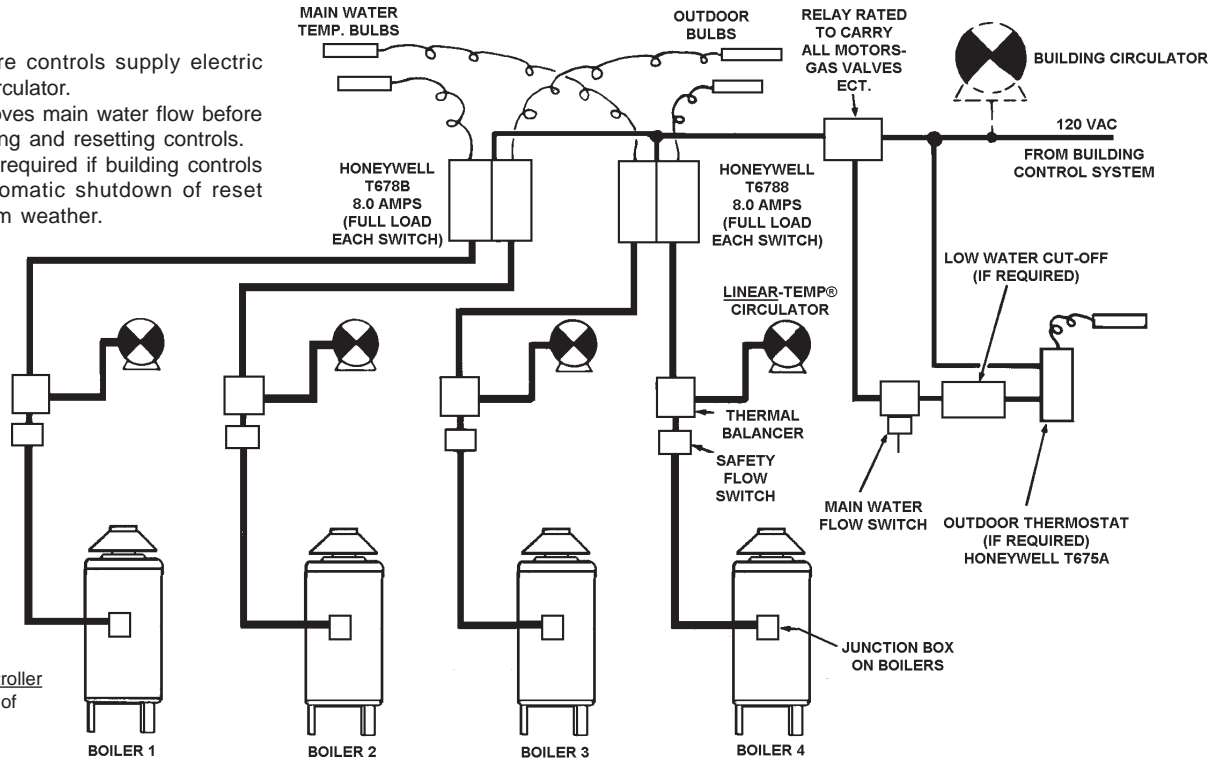 re controls supply electric
rculator.
oves main water flow before
ing and resetting controls.
required if building controls
omatic shutdown of reset
m weather.
MAIN WATER
TEMP. BULBS
OUTDOOR
BULBS
RELAY RATED
TO CARRY
ALL MOTORS-
GAS VALVES
ECT.
BUILDING CIRCULATOR
120 VAC
FROM BUILDING
CONTROL SYSTEM
HONEYWELL
T678B
8.0 AMPS
(FULL LOAD
EACH SWITCH)
HONEYWELL
T6788
8.0 AMPS
(FULL LOAD
EACH SWITCH)
LINEAR-TEMP®
CIRCULATOR
LOW WATER CUT-OFF
(IF REQUIRED)
THERMAL
BALANCER
SAFETY
FLOW
SWITCH
MAIN WATER
FLOW SWITCH
OUTDOOR THERMOSTAT
(IF REQUIRED)
HONEYWELL T675A
JUNCTION BOX
ON BOILERS
troller
of
BOILER 1
BOILER 2
BOILER 3
BOILER 4